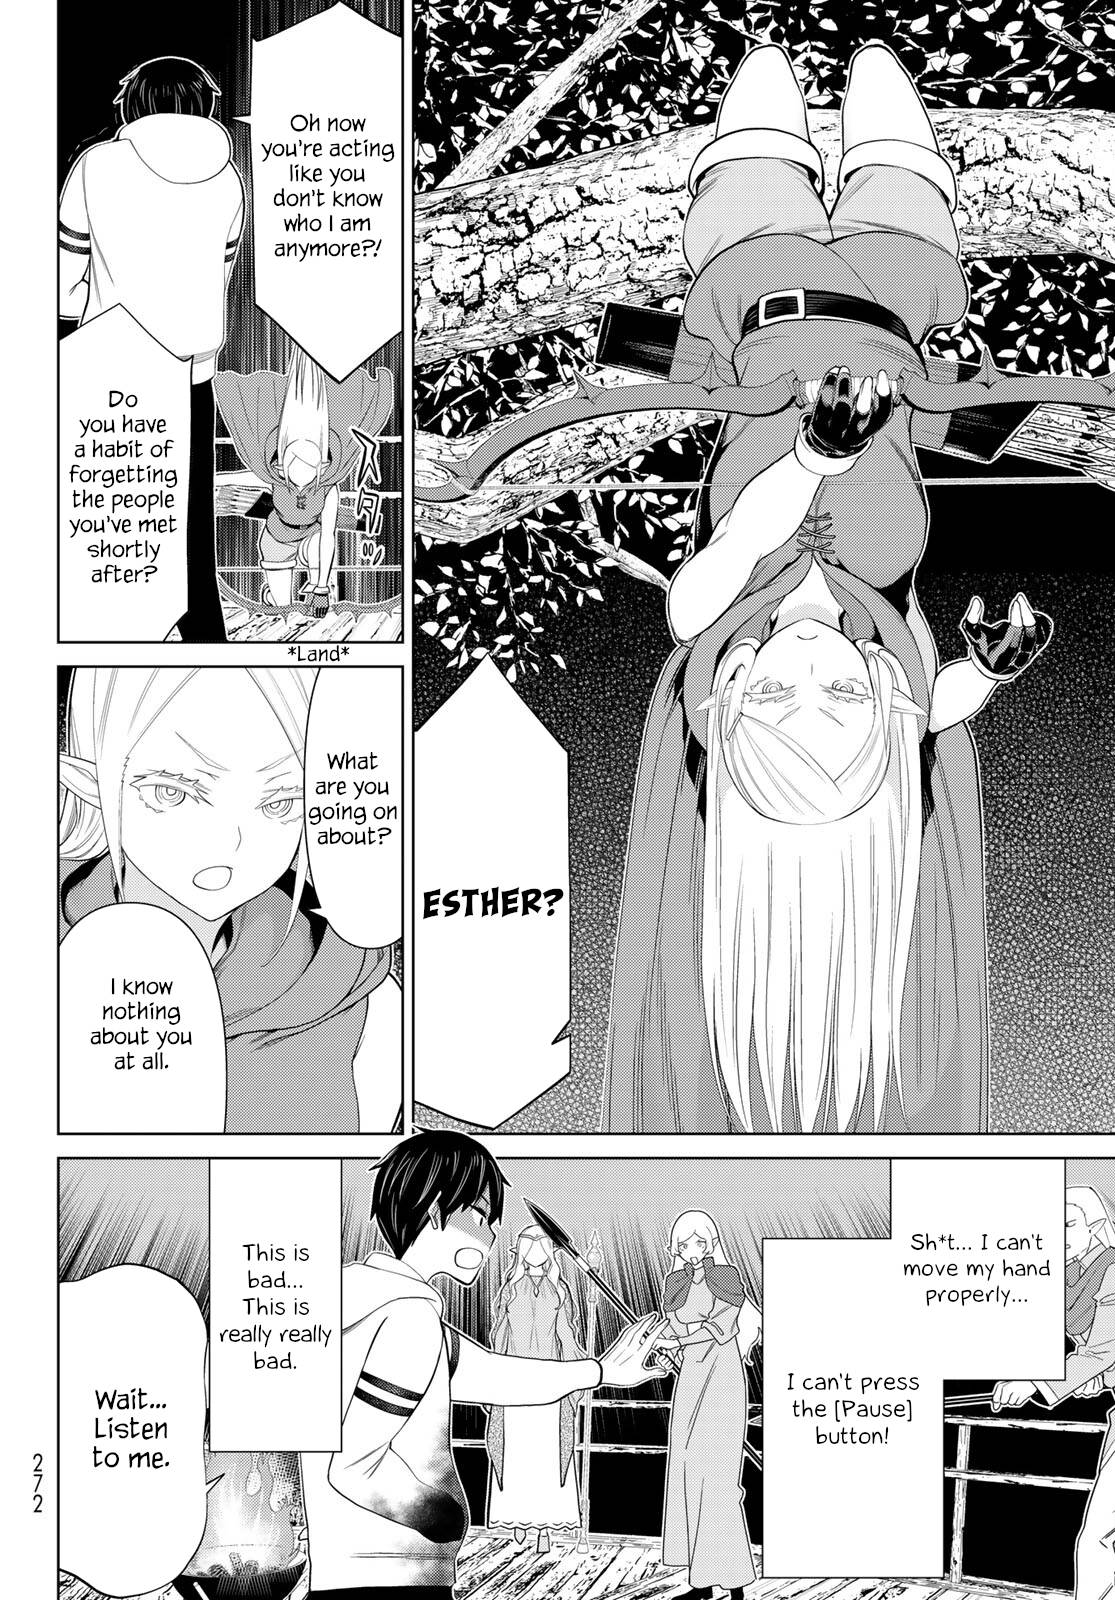 ESTHER?
Oh now
you're acting
like you
don't know
who I am
anymore?!
スタッ
Do
you have
a habit of
forgetting
the people
you've met
shortly
after?
*Land*
What
are you
going on
about?
I know
nothing
about you
at all.
Sh*t... I can't
move my hand
properly...
I can't press
the [Pause]
button!
This is
bad...
This is
really really
bad.
Wait...
Listen
to me.
272